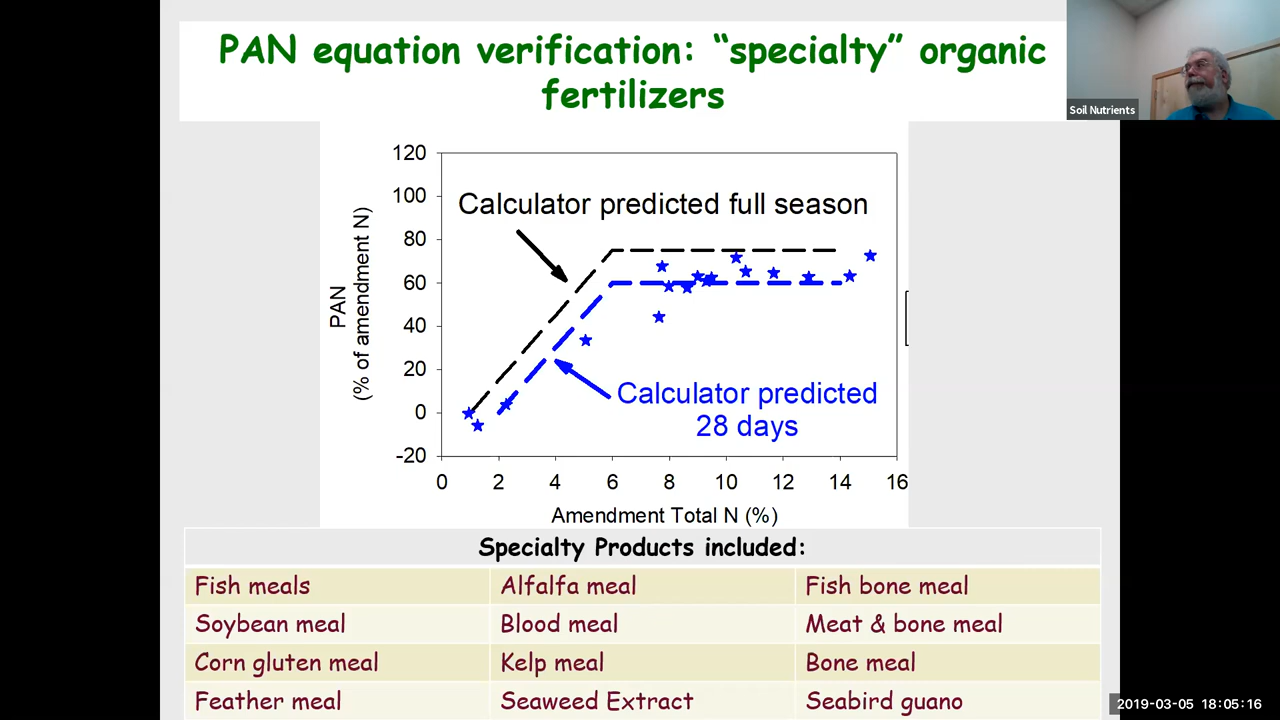 PAN equation verification: “specialty” organic
fertilizers
Soil Nutrients
120
100
80
60
40
20
0
-20
PAN
(% of amendment N)
Calculator predicted full season
Calculator predicted
28 days
0 2 4 6 8 10 12 14 16
Amendment Total N (%)
Specialty Products included:
Fish meals Alfalfa meal Fish bone meal
Soybean meal Blood meal Meat & bone meal
Corn gluten meal Kelp meal Bone meal
Feather meal Seaweed Extract Seabird guano
2019-03-05 18:05:16